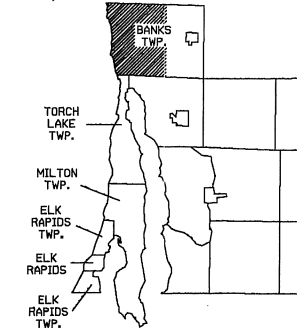 BANKS
TWP.
TORCH
LAKE
TWP.
MILTON
TWP.
ELK
RAPIDS
TWP.
ELK
RAPIDS
ELK
RAPIDS
TWP.